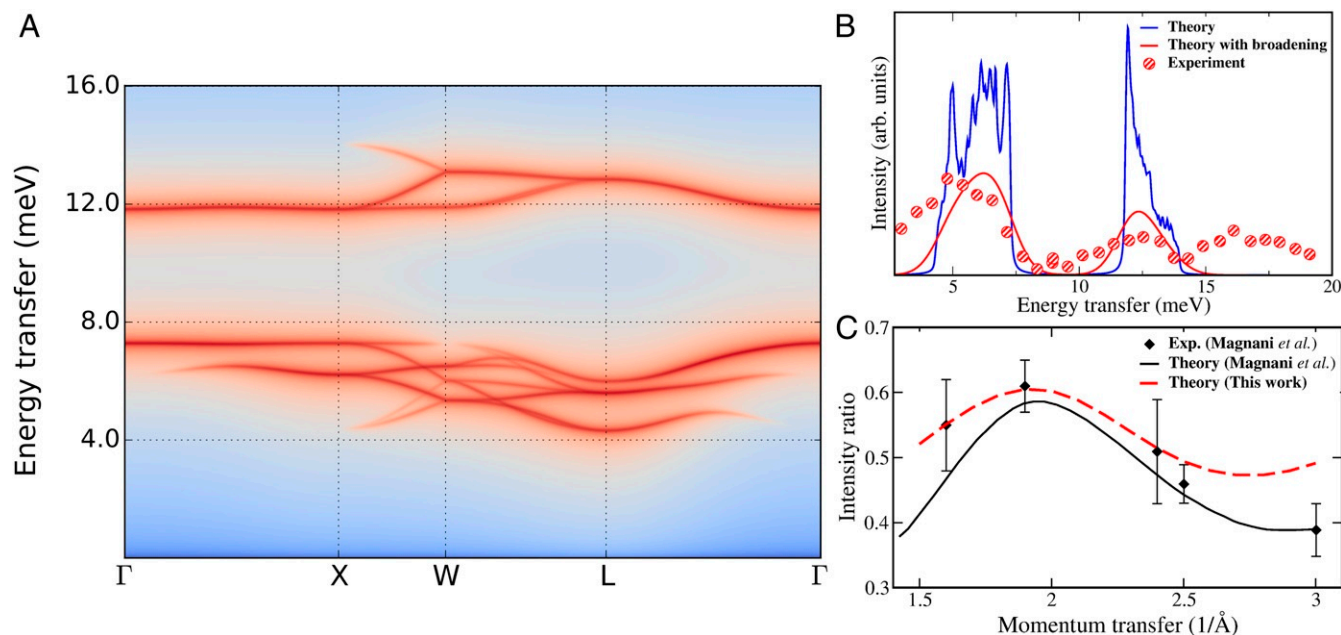 A
Energy transfer (meV)
16.0
12.0
8.0
4.0
Γ X W L Γ
B
Intensity (arb. units)
Theory
Theory with broadening
Experiment
5 10 15 20
Energy transfer (meV)
C
Intensity ratio
0.7
0.6
0.5
0.4
0.3
Exp. (Magnani et al.)
Theory (Magnani et al.)
Theory (This work)
1.5 2 2.5 3
Momentum transfer (1/Å)